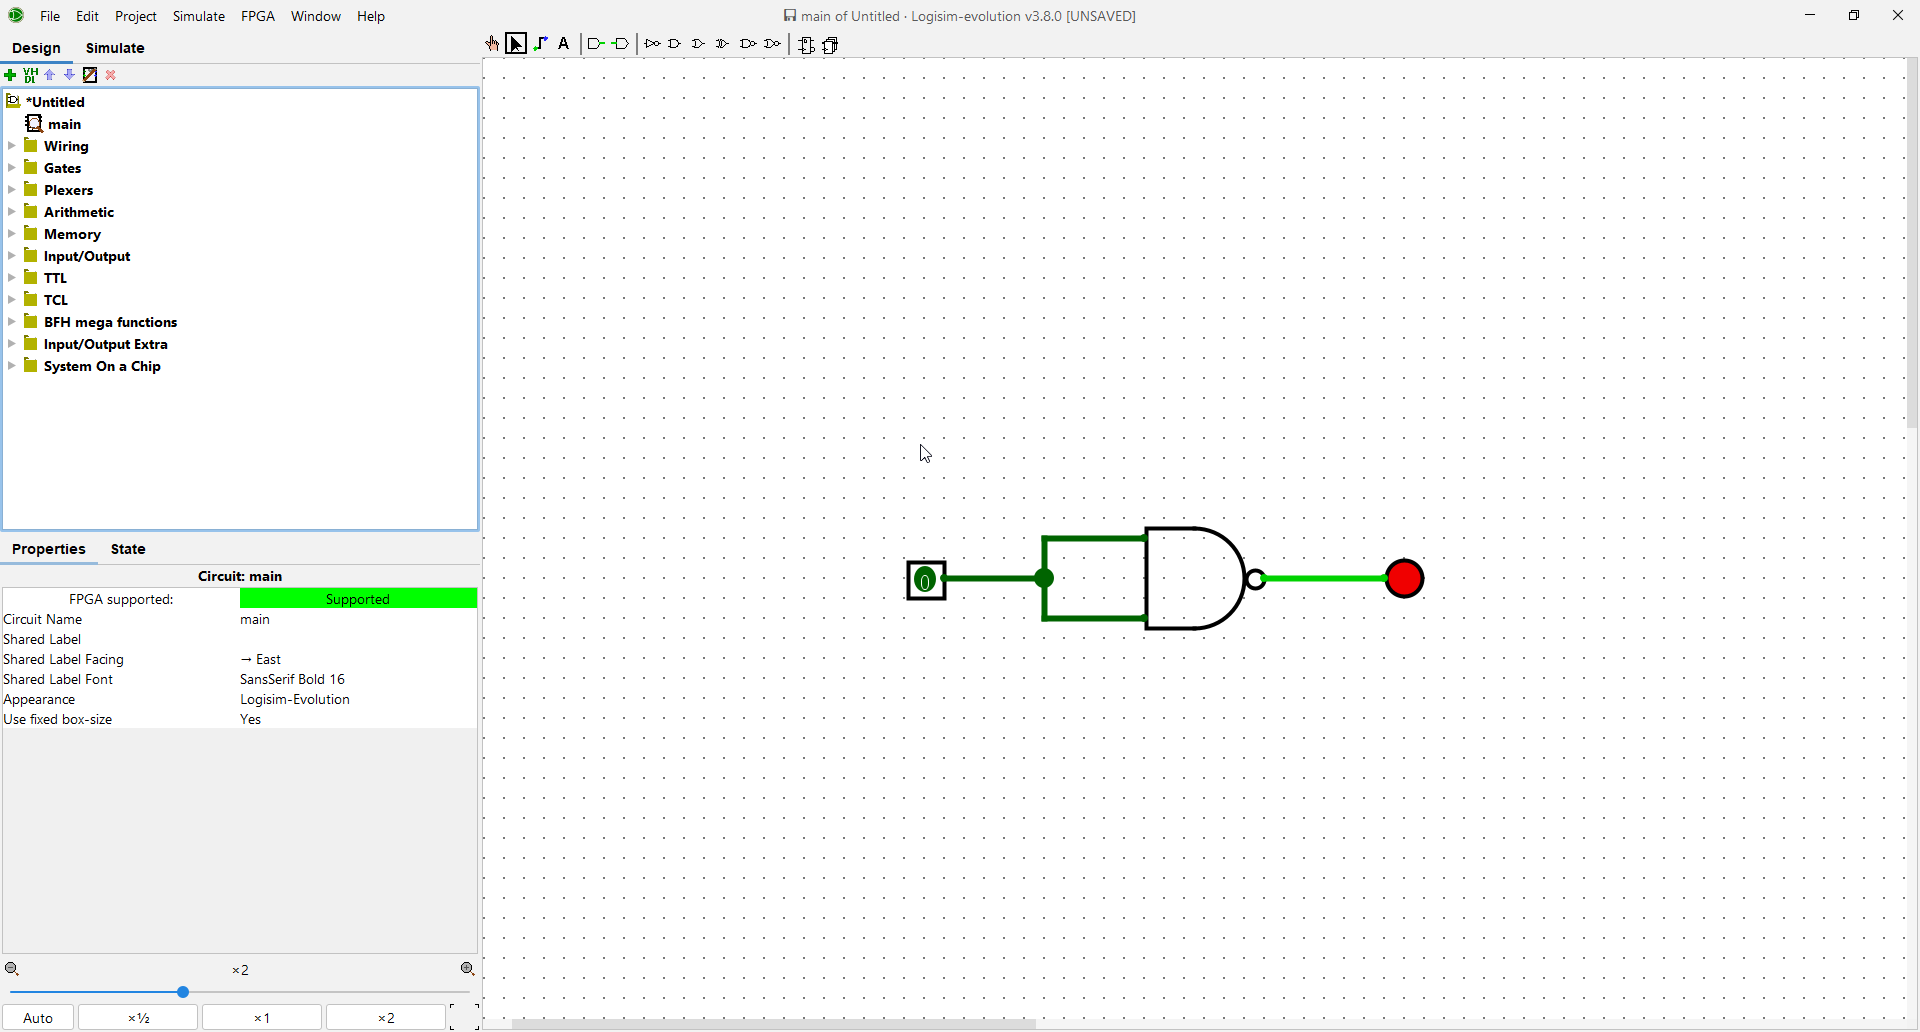 main of Untitled · Logisim-evolution v3.8.0 [UNSAVED]
File Edit Project Simulate FPGA Window Help
Design Simulate
A
VH
DL
*Untitled
main
Wiring
Gates
Plexers
Arithmetic
Memory
Input/Output
TTL
TCL
BFH mega functions
Input/Output Extra
System On a Chip
0
Properties State
Circuit: main
FPGA supported: Supported
Circuit Name main
Shared Label
Shared Label Facing → East
Shared Label Font SansSerif Bold 16
Appearance Logisim-Evolution
Use fixed box-size Yes
×2
Auto ×½ ×1 ×2